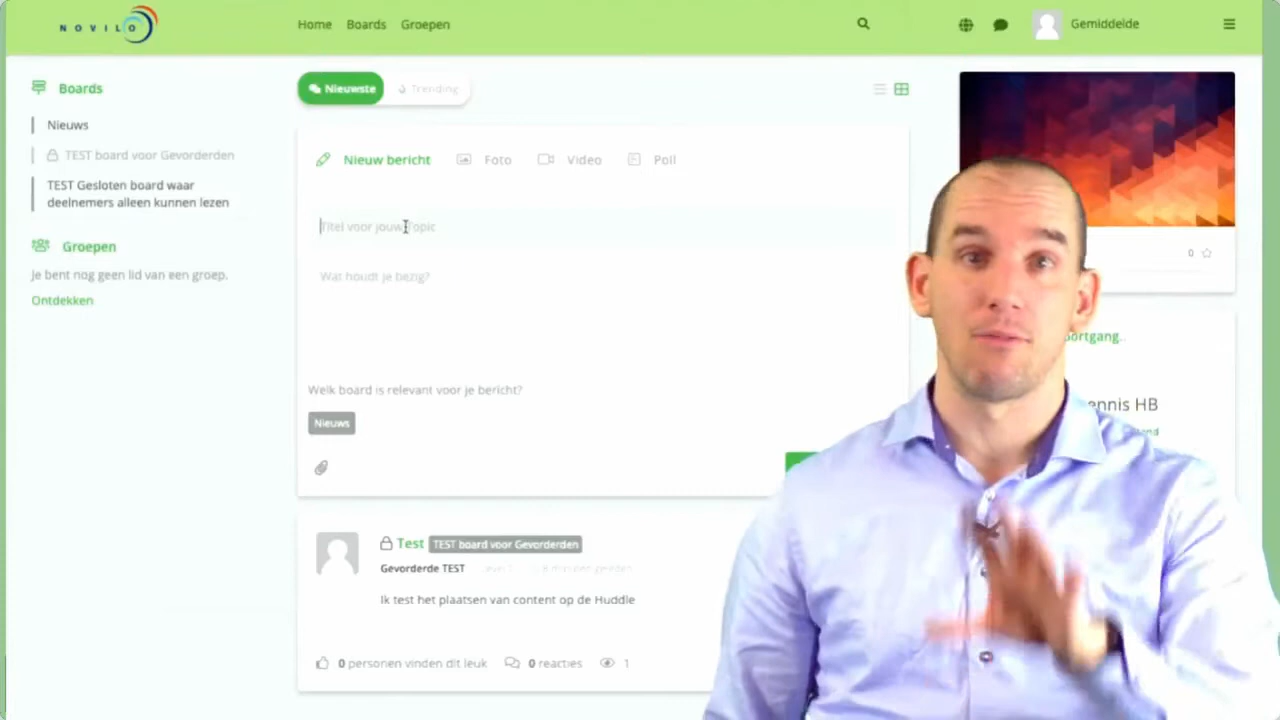 NOVILO
Home Boards Groepen
Gemiddelde
Boards
Nieuws
TEST board voor Gevorderden
TEST Gesloten board waar
deelnemers alleen kunnen lezen
Groepen
Je bent nog geen lid van een groep.
Ontdekken
Nieuwste Trending
Nieuw bericht Foto Video Poll
Titel voor jouw Topic
Wat houdt je bezig?
Welk board is relevant voor je bericht?
Nieuws
Test TEST board voor Gevorderden
Gevorderde TEST
Ik test het plaatsen van content op de Huddle
0 personen vinden dit leuk 0 reacties 1
0
HB